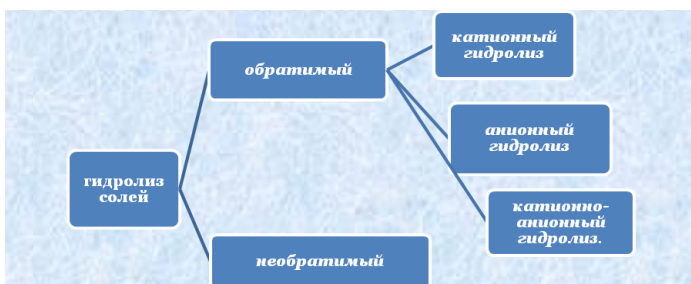 катионный
гидролиз
обратимый
анионный
гидролиз
гидролиз
солей
катионно-
анионный
гидролиз.
необратимый